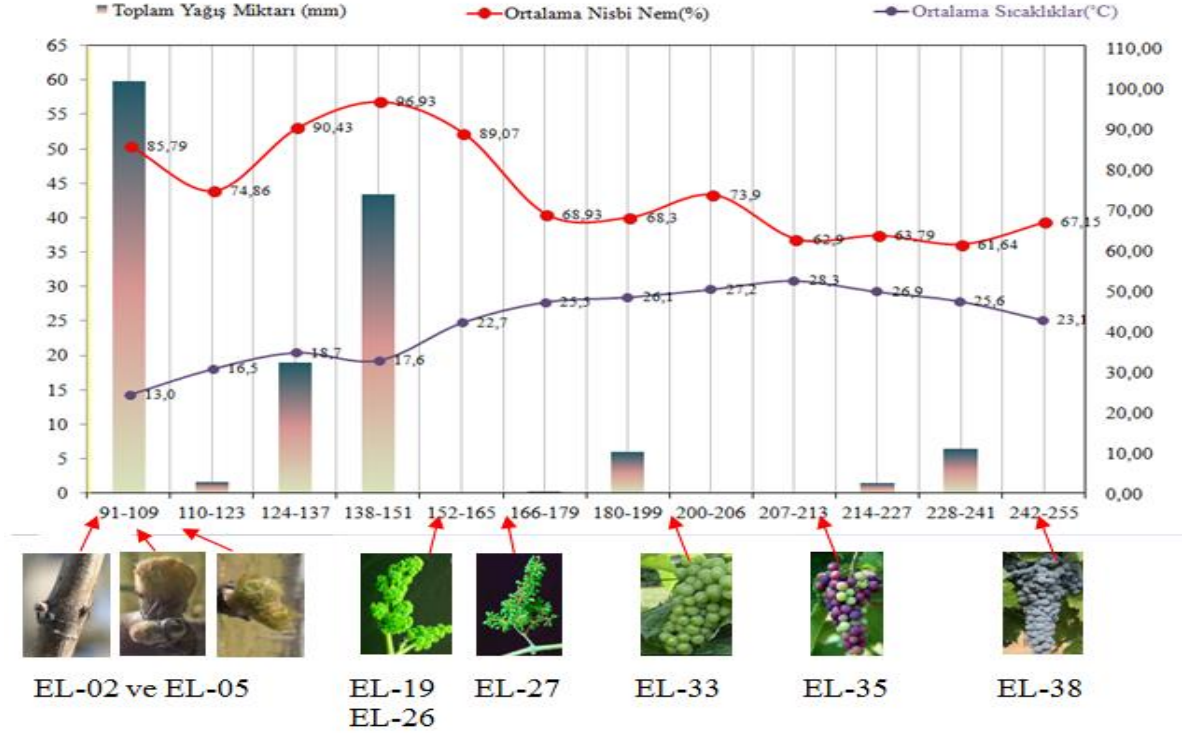 Toplam Yağış Miktarı (mm) Ortalama Nisbi Nem(%) Ortalama Sıcaklıklar(°C)
65 110,00
60 100,00
55 90,00
50 80,00
45 70,00
40 60,00
35 50,00
30 40,00
25 30,00
20 20,00
15 10,00
10 0,00
5
0
85,79 74,86 90,43 96,93 89,07 68,93 68,3 73,9 62,9 63,79 61,64 67,15
13,0 16,5 18,7 17,6 22,7 25,5 26,1 27,2 28,3 26,9 25,6 23,1
91-109 110-123 124-137 138-151 152-165 166-179 180-199 200-206 207-213 214-227 228-241 242-255
EL-02 ve EL-05 EL-19 EL-27 EL-33 EL-35 EL-38
EL-26